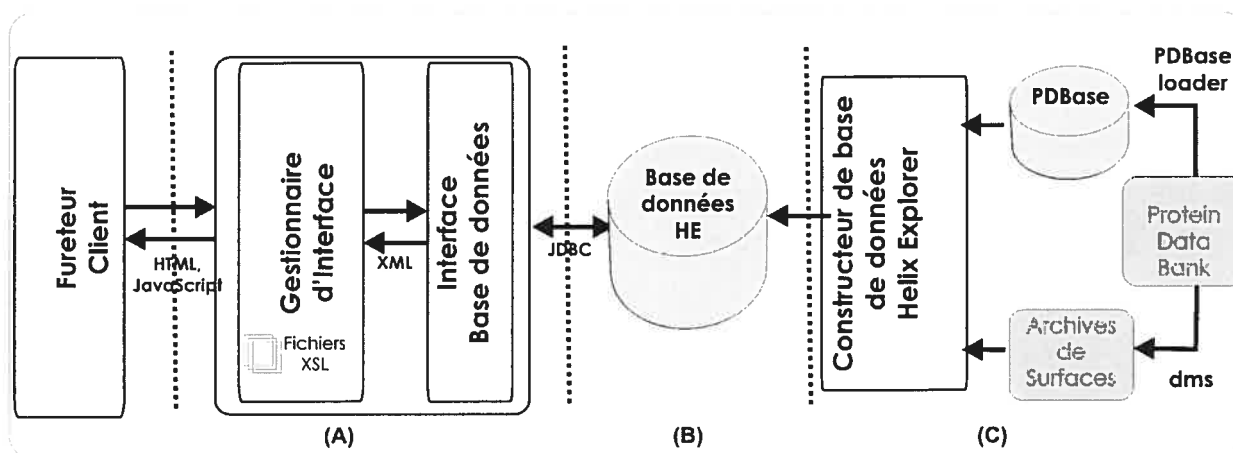 Fureteur
Client
HTML,
JavaScript
Gestionnaire
d'Interface
Fichiers
XSL
XML
Interface
Base de données
JDBC
Base de
données
HE
Constructeur de base
de données
Helix Explorer
PDBase
PDBase
loader
Protein
Data
Bank
Archives
de
Surfaces
dms
(A)
(B)
(C)